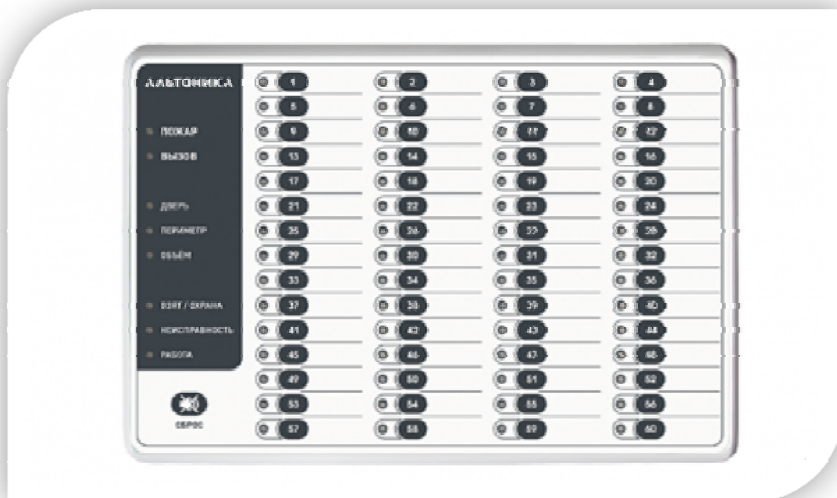 АЛЬТОНИКА
1 2 3 4
5 6 7 8
ПОЖАР 9 10 11 12
ВЫЗОВ 13 14 15 16
17 18 19 20
ДВЕРЬ 21 22 23 24
ПЕРИМЕТР 25 26 27 28
ОБЪЁМ 29 30 31 32
33 34 35 36
ВЗЯТ / ОХРАНА 37 38 39 40
НЕИСПРАВНОСТЬ 41 42 43 44
РАБОТА 45 46 47 48
49 50 51 52
СБРОС 53 54 55 56
57 58 59 60